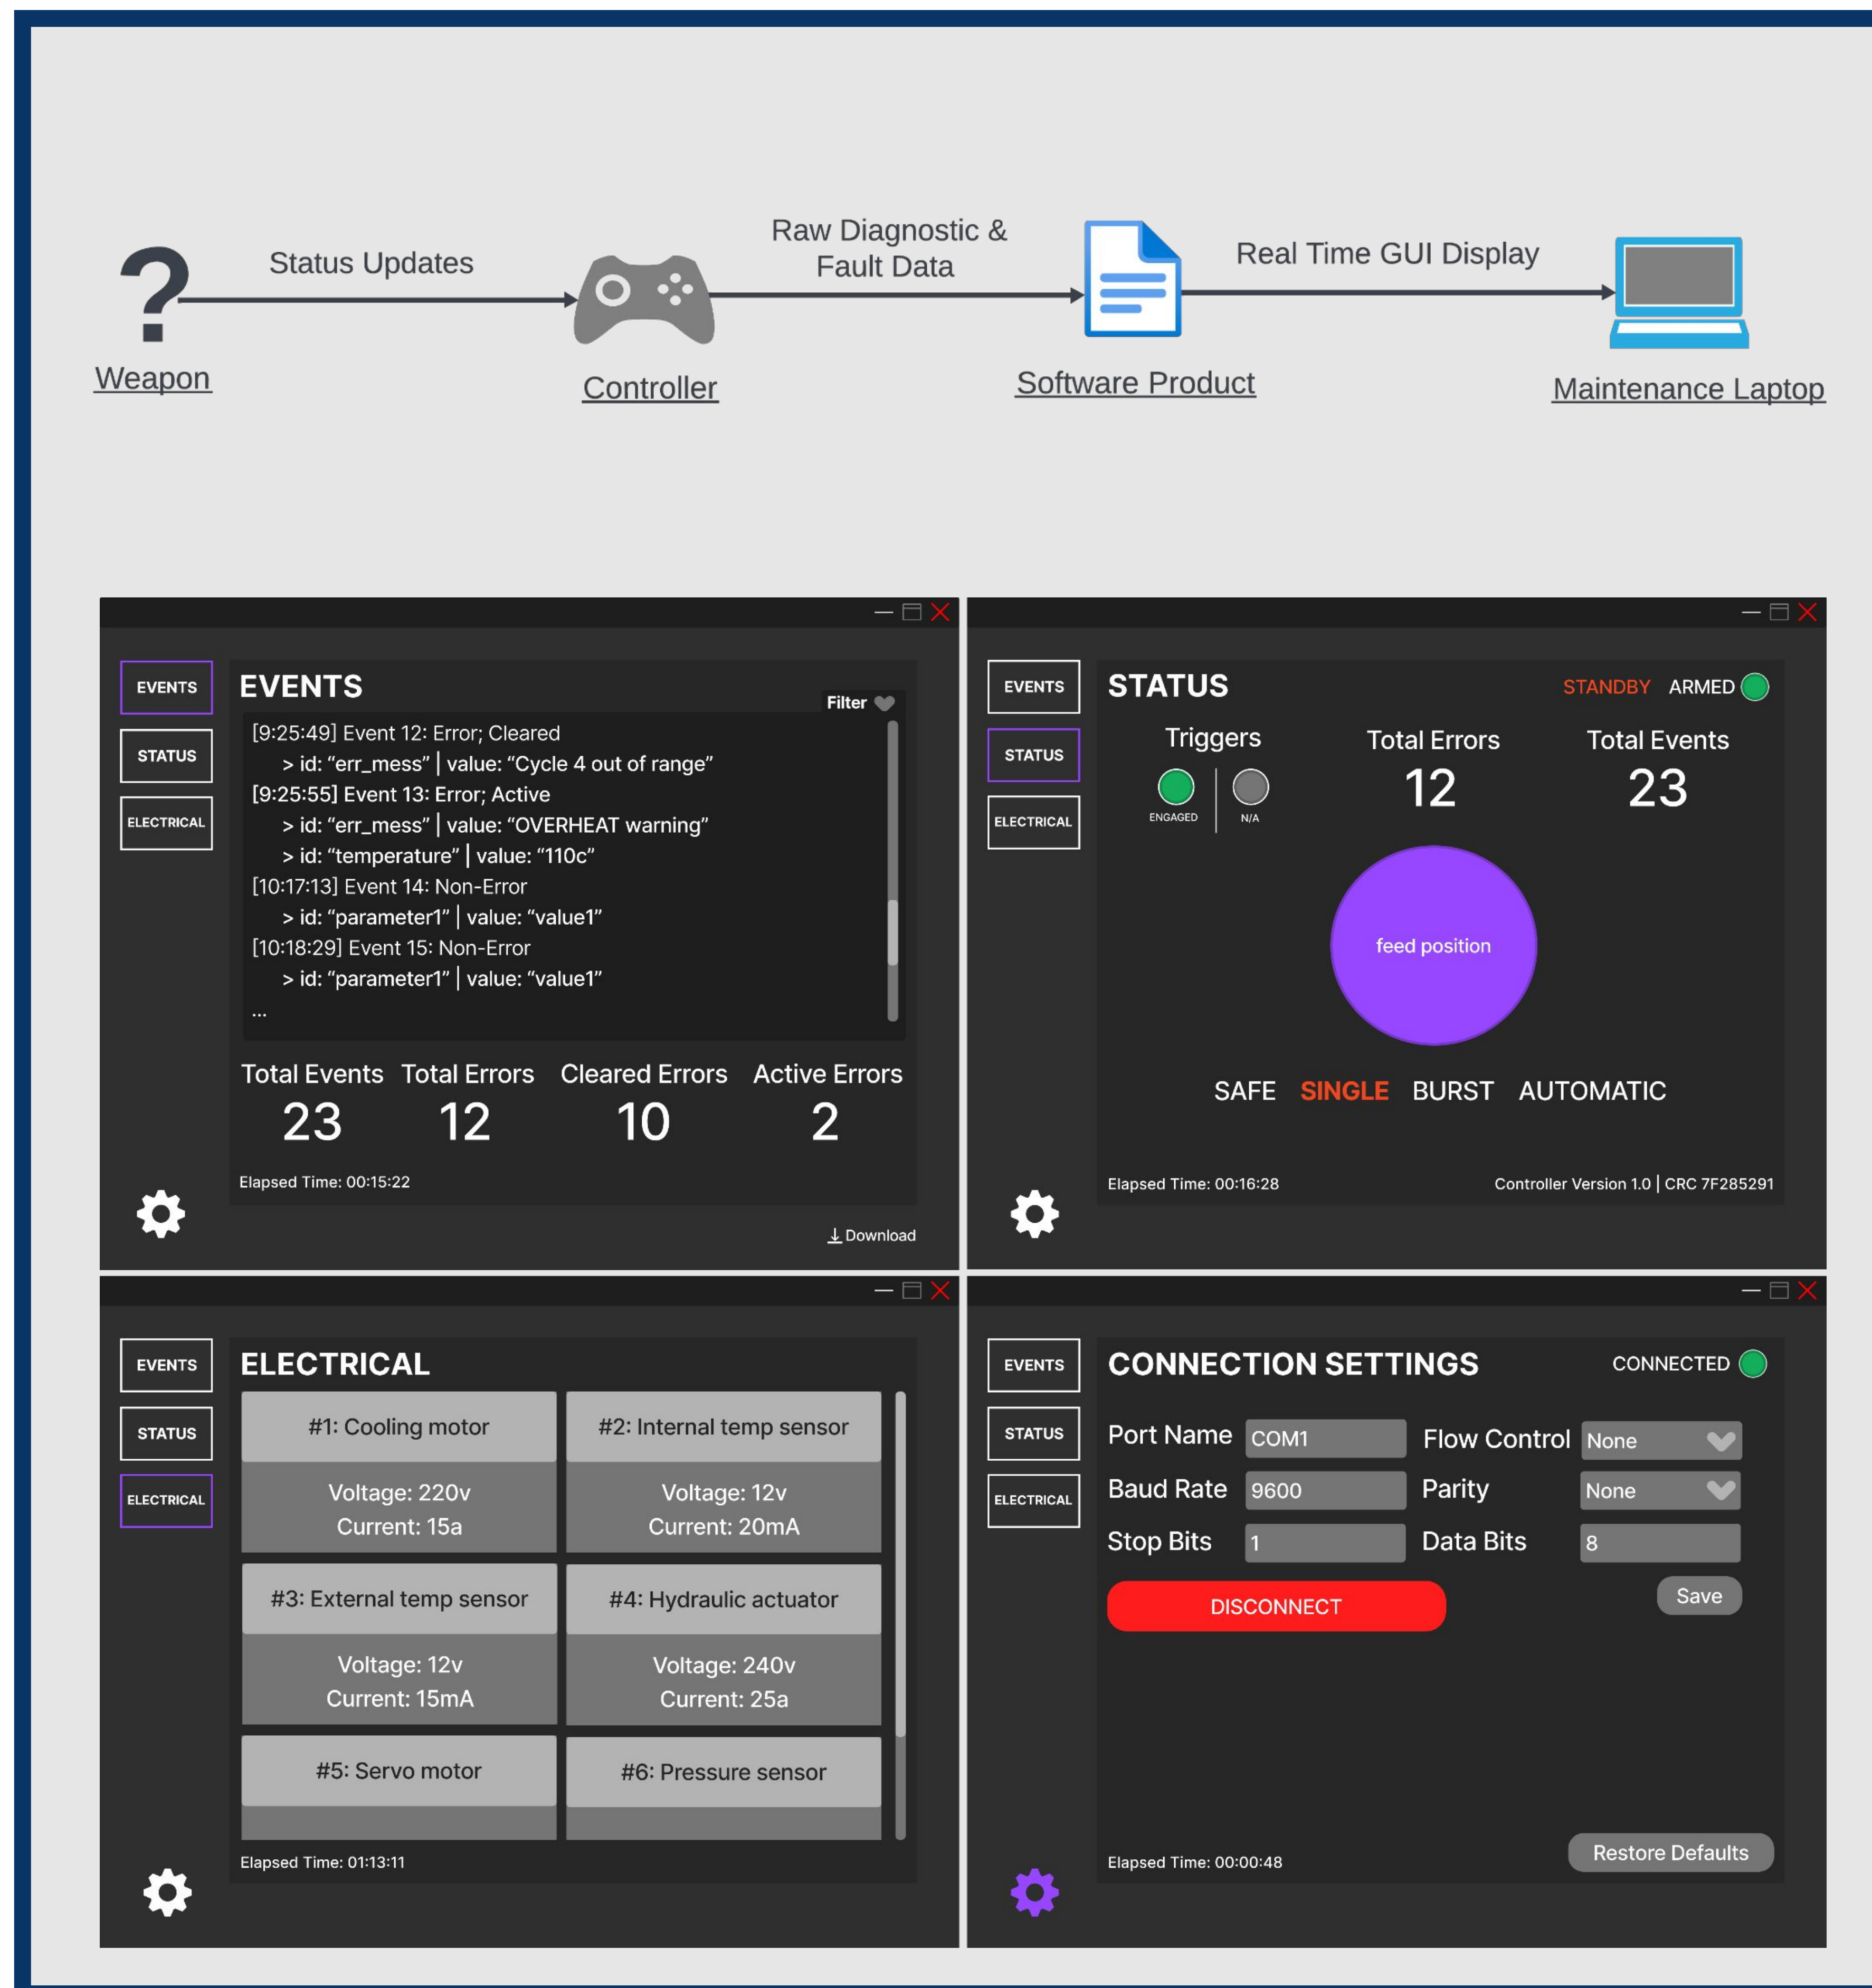 Status Updates
Raw Diagnostic &
Fault Data
Real Time GUI Display
?
Weapon
Controller
Software Product
Maintenance Laptop
EVENTS
STATUS
ELECTRICAL
EVENTS
Filter
[9:25:49] Event 12: Error; Cleared
> id: “err_mess” | value: “Cycle 4 out of range”
[9:25:55] Event 13: Error; Active
> id: “err_mess” | value: “OVERHEAT warning”
> id: “temperature” | value: “110c”
[10:17:13] Event 14: Non-Error
> id: “parameter1” | value: “value1”
[10:18:29] Event 15: Non-Error
> id: “parameter1” | value: “value1”
...
Total Events Total Errors Cleared Errors Active Errors
23 12 10 2
Elapsed Time: 00:15:22
Download
EVENTS
STATUS
ELECTRICAL
STATUS
STANDBY ARMED
Triggers Total Errors Total Events
12 23
ENGAGED N/A
feed position
SAFE SINGLE BURST AUTOMATIC
Elapsed Time: 00:16:28
Controller Version 1.0 | CRC 7F285291
EVENTS
STATUS
ELECTRICAL
ELECTRICAL
#1: Cooling motor
Voltage: 220v
Current: 15a
#2: Internal temp sensor
Voltage: 12v
Current: 20mA
#3: External temp sensor
Voltage: 12v
Current: 15mA
#4: Hydraulic actuator
Voltage: 240v
Current: 25a
#5: Servo motor
#6: Pressure sensor
Elapsed Time: 01:13:11
EVENTS
STATUS
ELECTRICAL
CONNECTION SETTINGS
CONNECTED
Port Name COM1 Flow Control None
Baud Rate 9600 Parity None
Stop Bits 1 Data Bits 8
DISCONNECT
Save
Restore Defaults
Elapsed Time: 00:00:48